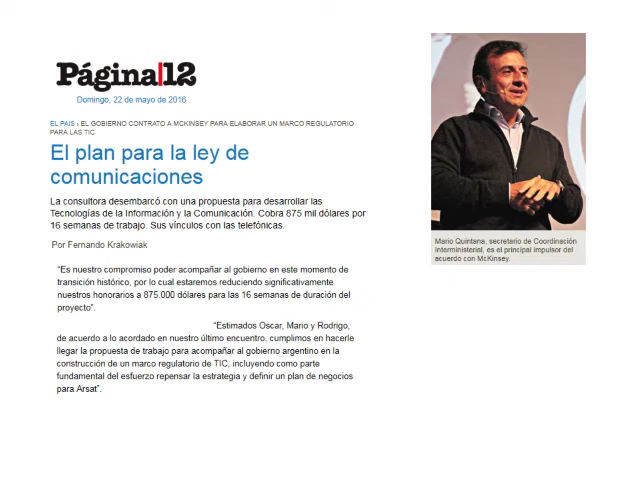 Página|12
Domingo, 22 de mayo de 2016
EL PAIS › EL GOBIERNO CONTRATO A MCKINSEY PARA ELABORAR UN MARCO REGULATORIO
PARA LAS TIC
El plan para la ley de
comunicaciones
La consultora desembarcó con una propuesta para desarrollar las
Tecnologías de la Información y la Comunicación. Cobra 875 mil dólares por
16 semanas de trabajo. Sus vínculos con las telefónicas.
Por Fernando Krakowiak
“Es nuestro compromiso poder acompañar al gobierno en este momento de
transición histórico, por lo cual estaremos reduciendo significativamente
nuestros honorarios a 875.000 dólares para las 16 semanas de duración del
proyecto”.
“Estimados Oscar, Mario y Rodrigo,
de acuerdo a lo acordado en nuestro último encuentro, cumplimos en hacerle
llegar la propuesta de trabajo para acompañar al gobierno argentino en la
construcción de un marco regulatorio de TIC, incluyendo como parte
fundamental del esfuerzo repensar la estrategia y definir un plan de negocios
para Arsat”.
Mario Quintana, secretario de Coordinación
Interministerial, es el principal impulsor del
acuerdo con McKinsey.